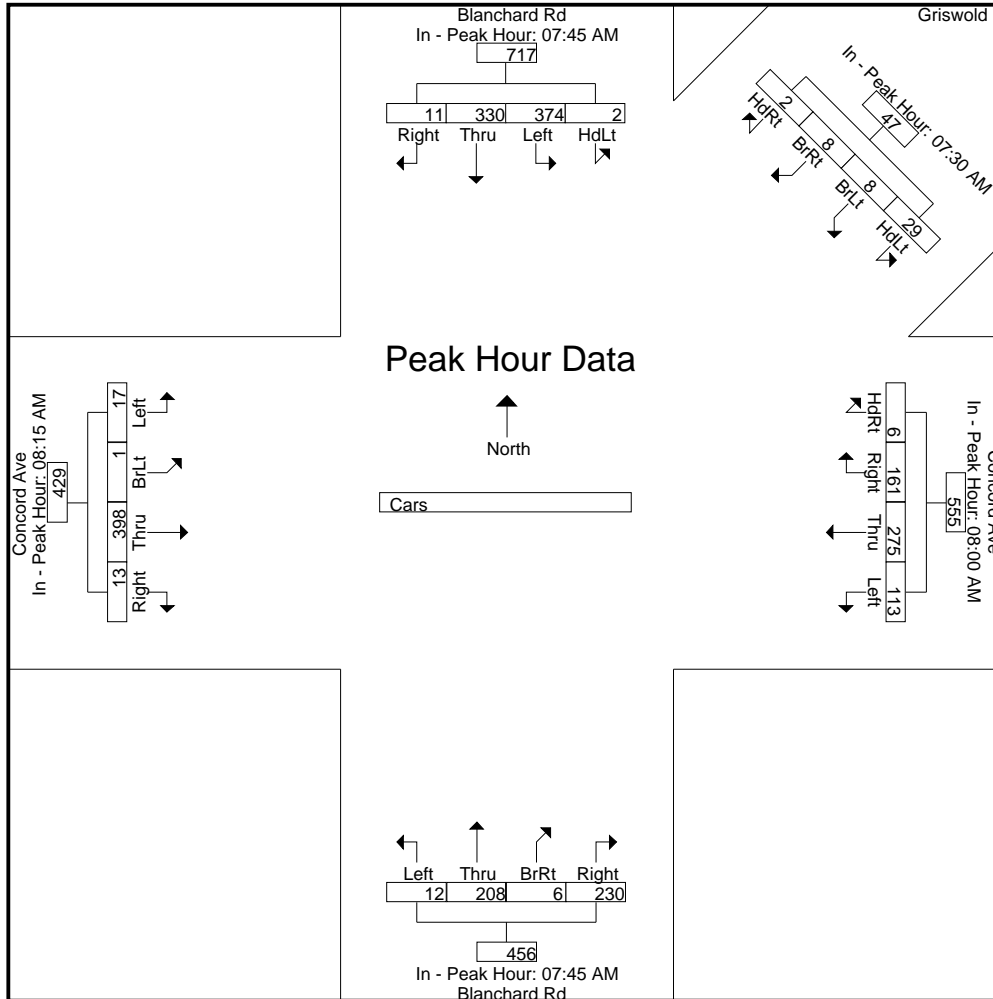 Blanchard Rd
In - Peak Hour: 07:45 AM
717
11 330 374 2
Right Thru Left HdLt
Griswold
In - Peak Hour: 07:30 AM
47
2 8 8 29
HdRt BrRt BrLt HdLt
Peak Hour Data
North
Cars
Concord Ave
In - Peak Hour: 08:15 AM
429
17 1 398 13
Left BrLt Thru Right
Concord Ave
In - Peak Hour: 08:00 AM
555
6 161 275 113
HdRt Right Thru Left
Left Thru BrRt Right
12 208 6 230
456
In - Peak Hour: 07:45 AM
Blanchard Rd